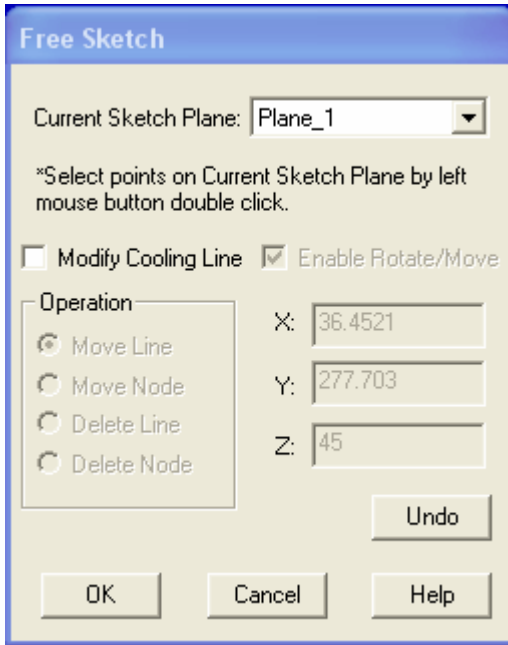 Free Sketch
Current Sketch Plane: Plane_1
*Select points on Current Sketch Plane by left
mouse button double click.
Modify Cooling Line Enable Rotate/Move
Operation
Move Line
Move Node
Delete Line
Delete Node
X: 36.4521
Y: 277.703
Z: 45
Undo
OK Cancel Help